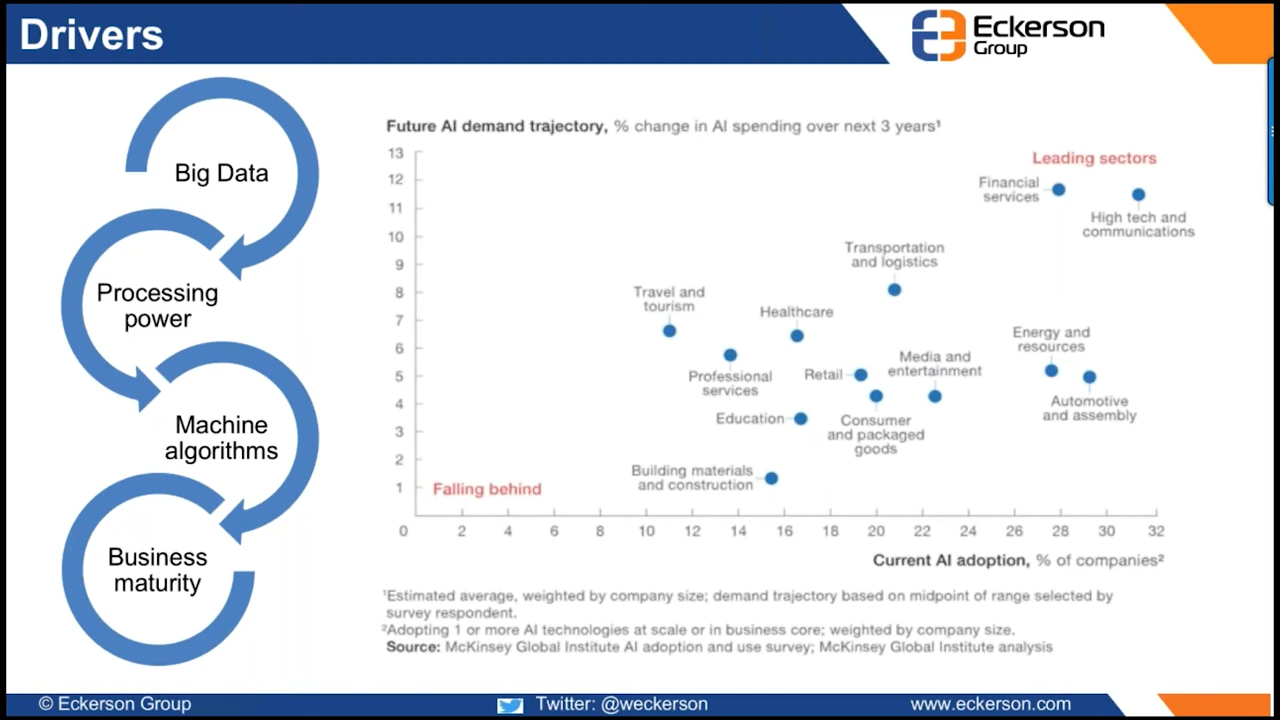 Drivers
Eckerson
Group
Big Data
Processing
power
Machine
algorithms
Business
maturity
Future AI demand trajectory, % change in AI spending over next 3 years¹
13
12
11
10
9
8
7
6
5
4
3
2
1
Leading sectors
Financial
services
High tech and
communications
Transportation
and logistics
Travel and
tourism
Healthcare
Energy and
resources
Professional
services
Retail
Media and
entertainment
Automotive
and assembly
Education
Consumer
and packaged
goods
Building materials
and construction
Falling behind
0 2 4 6 8 10 12 14 16 18 20 22 24 26 28 30 32
Current AI adoption, % of companies²
¹Estimated average, weighted by company size; demand trajectory based on midpoint of range selected by
survey respondent.
²Adopting 1 or more AI technologies at scale or in business core; weighted by company size.
Source: McKinsey Global Institute AI adoption and use survey; McKinsey Global Institute analysis
© Eckerson Group
Twitter: @weckerson
www.eckerson.com